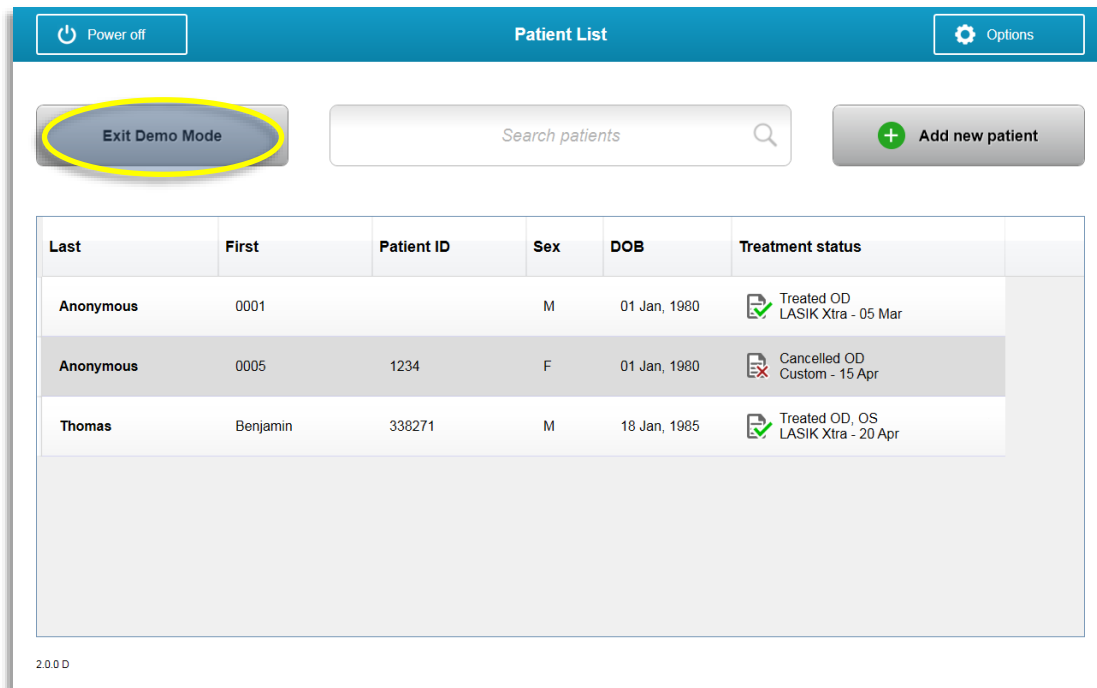 Power off
Patient List
Options
Exit Demo Mode
Search patients
Add new patient
Last First Patient ID Sex DOB Treatment status
Anonymous 0001 M 01 Jan, 1980 Treated OD
LASIK Xtra - 05 Mar
Anonymous 0005 1234 F 01 Jan, 1980 Cancelled OD
Custom - 15 Apr
Thomas Benjamin 338271 M 18 Jan, 1985 Treated OD, OS
LASIK Xtra - 20 Apr
2.0.0 D